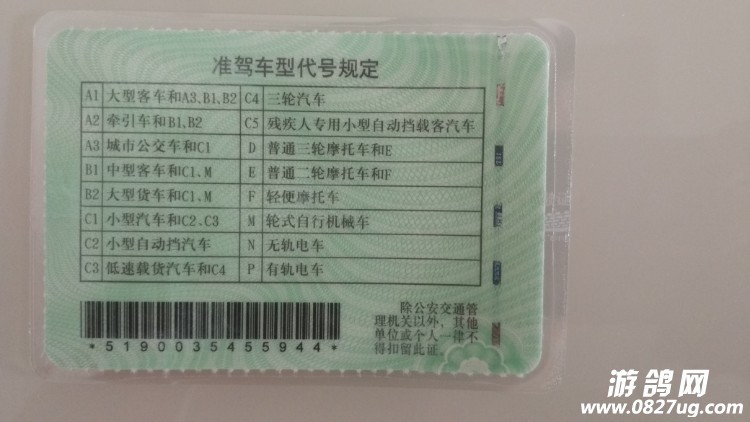 准驾车型代号规定
A1 大型客车和A3、B1、B2 C4 三轮汽车
A2 牵引车和B1、B2 C5 残疾人专用小型自动挡载客汽车
A3 城市公交车和C1 D 普通三轮摩托车和E
B1 中型客车和C1、M E 普通二轮摩托车和F
B2 大型货车和C1、M F 轻便摩托车
C1 小型汽车和C2、C3 M 轮式自行机械车
C2 小型自动挡汽车 N 无轨电车
C3 低速载货汽车和C4 P 有轨电车
除公安交通管
理机关以外，其他
单位或个人一律不
得扣留此证。
*5190035455944*
游鸽网
www.0827ug.com